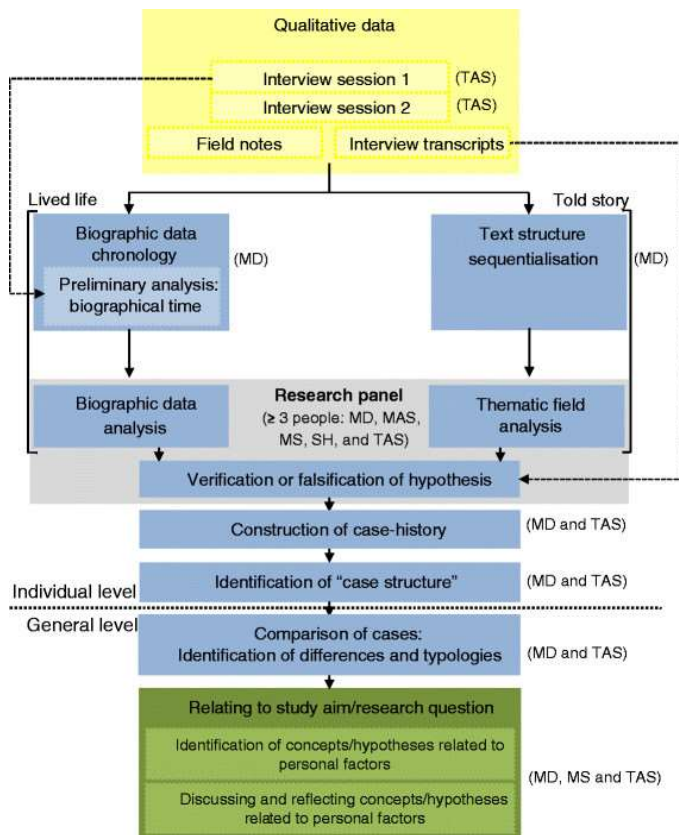 Qualitative data
Interview session 1
(TAS)
Interview session 2
(TAS)
Field notes
Interview transcripts
Lived life
Told story
Biographic data
chronology
(MD)
Preliminary analysis:
biographical time
Text structure
sequentialisation
(MD)
Research panel
(≥ 3 people: MD, MAS,
MS, SH, and TAS)
Biographic data
analysis
Thematic field
analysis
Verification or falsification of hypothesis
Construction of case-history
(MD and TAS)
Identification of “case structure”
(MD and TAS)
Individual level
General level
Comparison of cases:
Identification of differences and typologies
(MD and TAS)
Relating to study aim/research question
Identification of concepts/hypotheses related to
personal factors
(MD, MS and TAS)
Discussing and reflecting concepts/hypotheses
related to personal factors